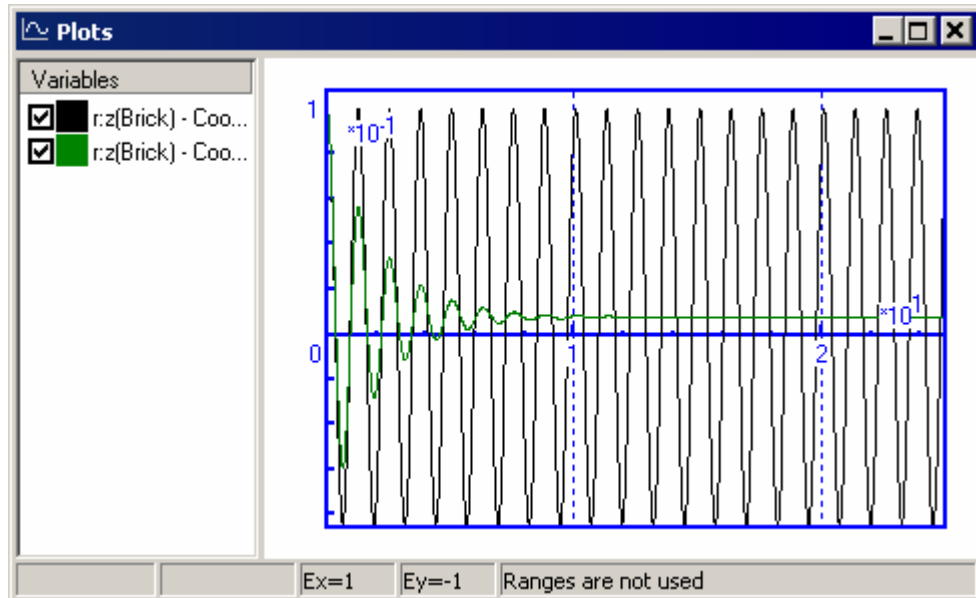 Plots
Variables
r:z(Brick) - Coo...
r:z(Brick) - Coo...
1
*10-1
*101
0
1
2
Ex=1
Ey=-1
Ranges are not used